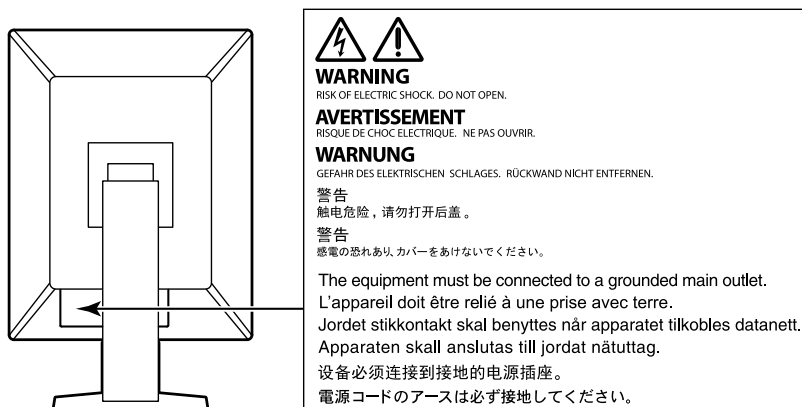 WARNING
RISK OF ELECTRIC SHOCK. DO NOT OPEN.
AVERTISSEMENT
RISQUE DE CHOC ELECTRIQUE. NE PAS OUVRIR.
WARNUNG
GEFAHR DES ELEKTRISCHEN SCHLAGES. RÜCKWAND NICHT ENTFERNEN.
警告
触电危险，请勿打开后盖。
警告
感電の恐れあり、カバーをあけないでください。
The equipment must be connected to a grounded main outlet.
L'appareil doit être relié à une prise avec terre.
Jordet stikkontakt skal benyttes når apparatet tilkobles datanett.
Apparaten skall anslutas till jordat nätuttag.
设备必须连接到接地的电源插座。
電源コードのアースは必ず接地してください。